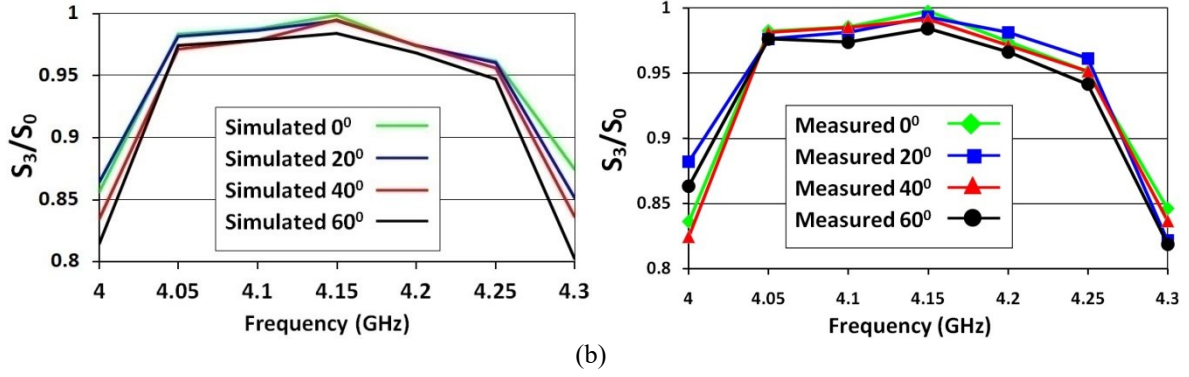 S3/S0
1
0.95
0.9
0.85
0.8
Simulated 0⁰
Simulated 20⁰
Simulated 40⁰
Simulated 60⁰
4 4.05 4.1 4.15 4.2 4.25 4.3
Frequency (GHz)
S3/S0
1
0.95
0.9
0.85
0.8
Measured 0⁰
Measured 20⁰
Measured 40⁰
Measured 60⁰
4 4.05 4.1 4.15 4.2 4.25 4.3
Frequency (GHz)
(b)